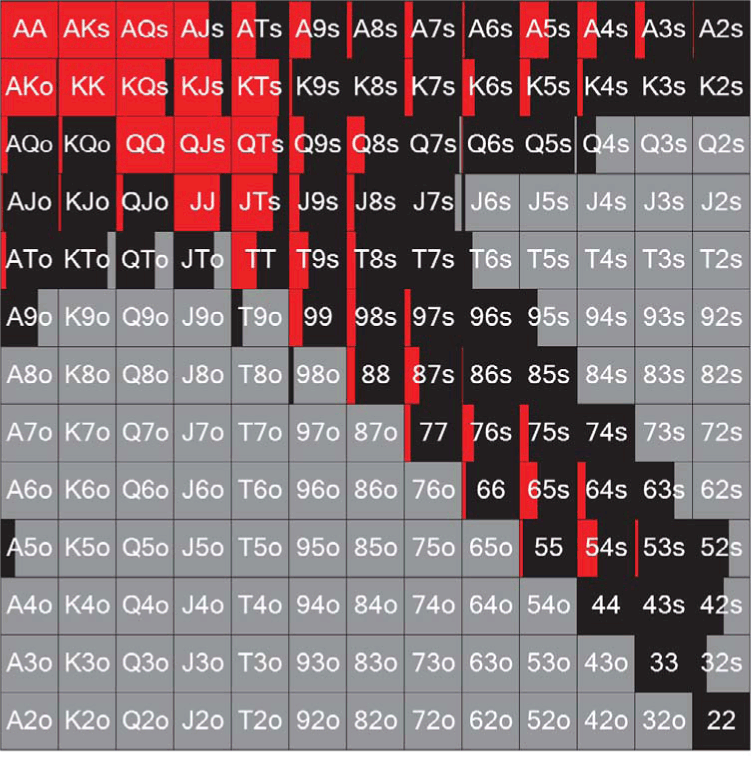 AA AKs AQs AJs ATs A9s A8s A7s A6s A5s A4s A3s A2s
AKo KK KQs KJs KTs K9s K8s K7s K6s K5s K4s K3s K2s
AQo KQo QQ QJs QTs Q9s Q8s Q7s Q6s Q5s Q4s Q3s Q2s
AJo KJo QJo JJ JTs J9s J8s J7s J6s J5s J4s J3s J2s
ATo KTo QTo JTo TT T9s T8s T7s T6s T5s T4s T3s T2s
A9o K9o Q9o J9o T9o 99 98s 97s 96s 95s 94s 93s 92s
A8o K8o Q8o J8o T8o 98o 88 87s 86s 85s 84s 83s 82s
A7o K7o Q7o J7o T7o 97o 87o 77 76s 75s 74s 73s 72s
A6o K6o Q6o J6o T6o 96o 86o 76o 66 65s 64s 63s 62s
A5o K5o Q5o J5o T5o 95o 85o 75o 65o 55 54s 53s 52s
A4o K4o Q4o J4o T4o 94o 84o 74o 64o 54o 44 43s 42s
A3o K3o Q3o J3o T3o 93o 83o 73o 63o 53o 43o 33 32s
A2o K2o Q2o J2o T2o 92o 82o 72o 62o 52o 42o 32o 22